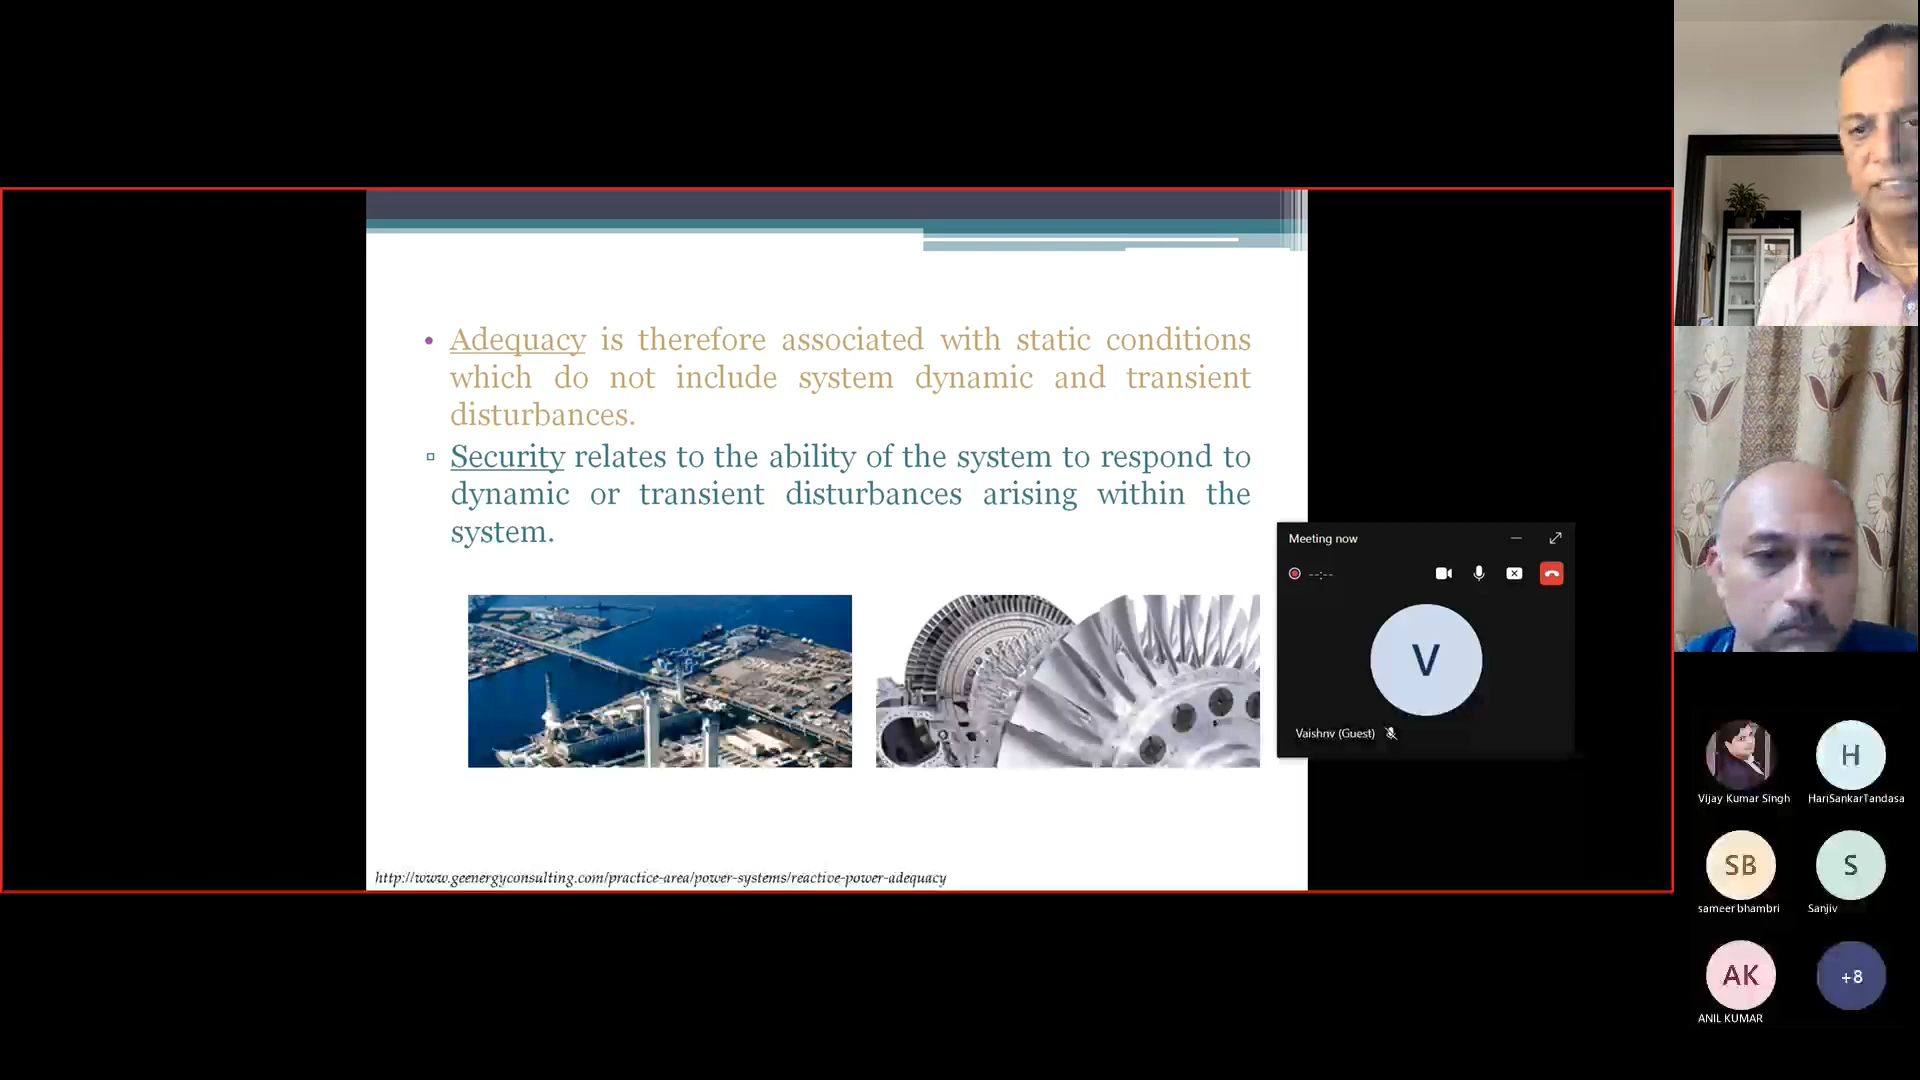 Adequacy is therefore associated with static conditions
which do not include system dynamic and transient
disturbances.
Security relates to the ability of the system to respond to
dynamic or transient disturbances arising within the
system.
http://www.geenergyconsulting.com/practice-area/power-systems/reactive-power-adequacy
Meeting now
--:--
V
Vaishnv (Guest)
Vijay Kumar Singh
H
HariSankarTandasa
SB
sameer bhambri
S
Sanjiv
AK
ANIL KUMAR
+8